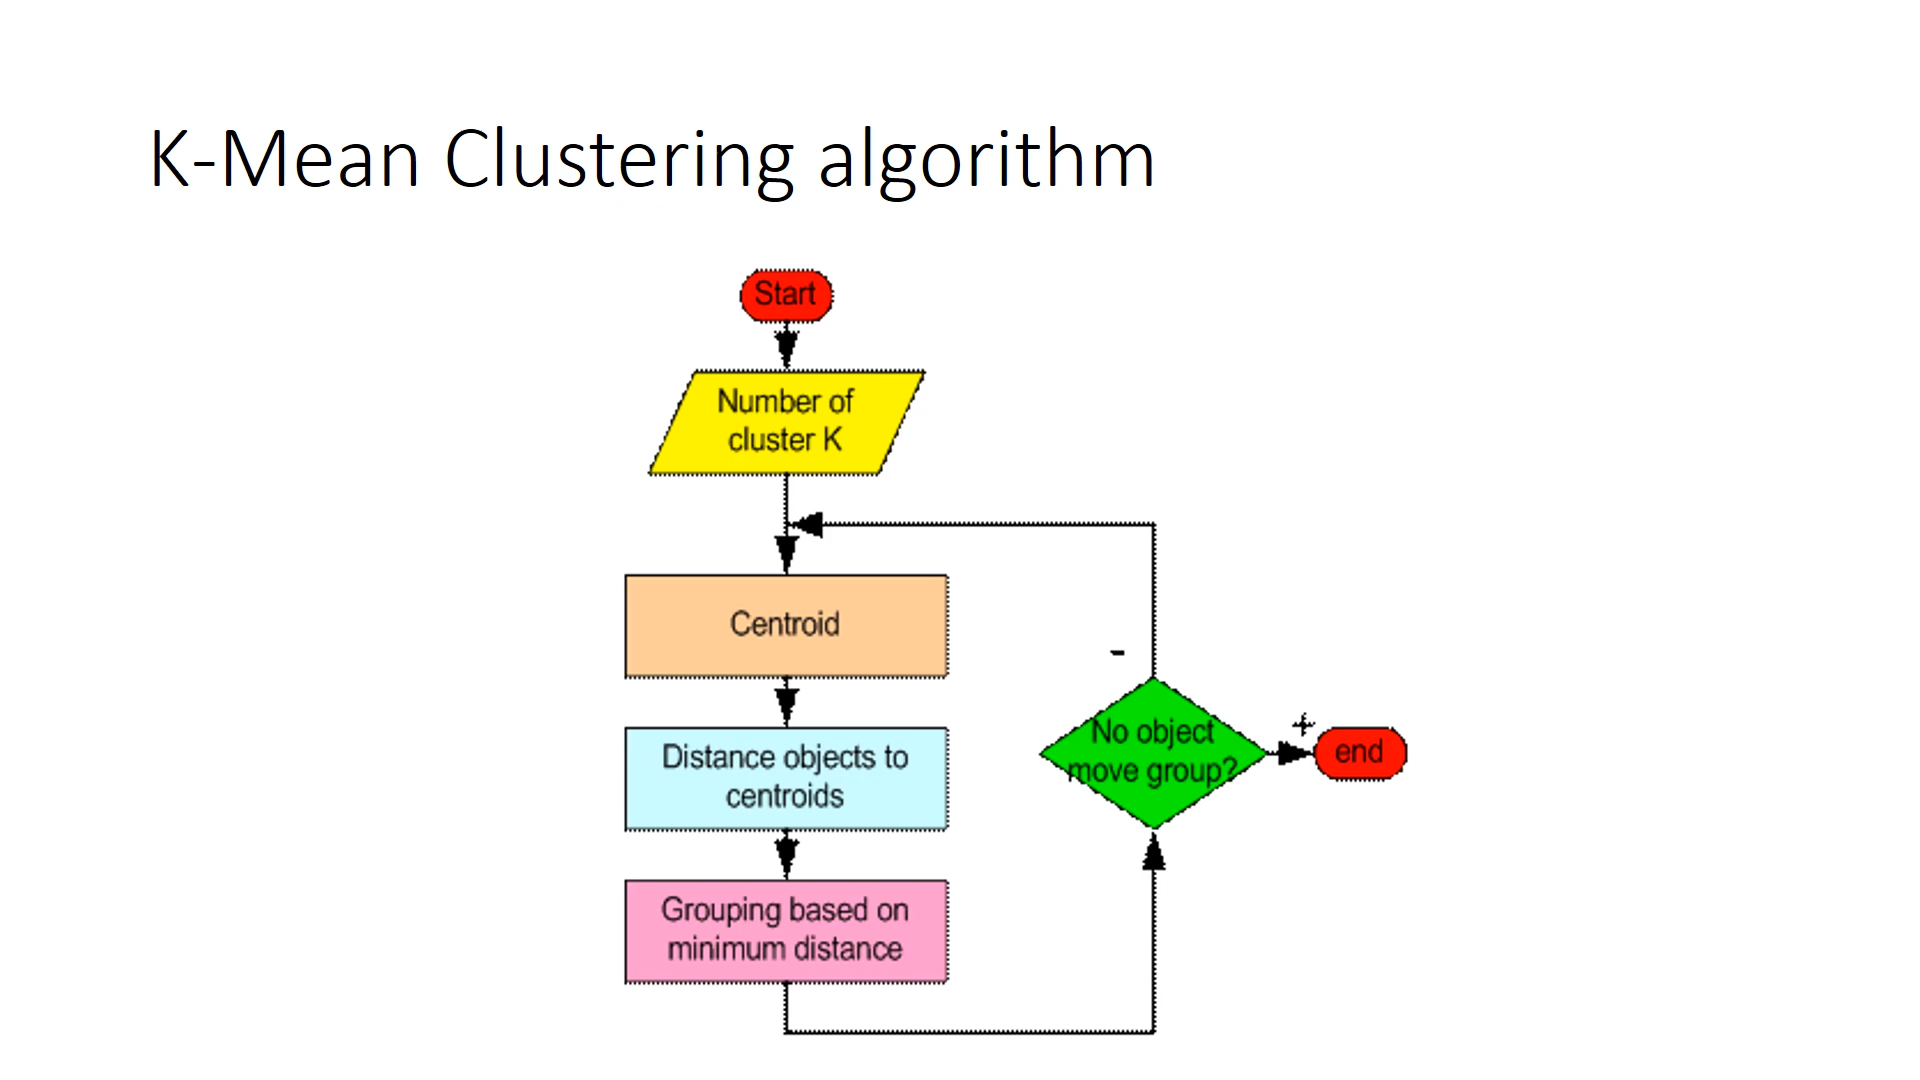 K-Mean Clustering algorithm
Start
Number of
cluster K
Centroid
Distance objects to
centroids
Grouping based on
minimum distance
-
No object
move group?
+
end